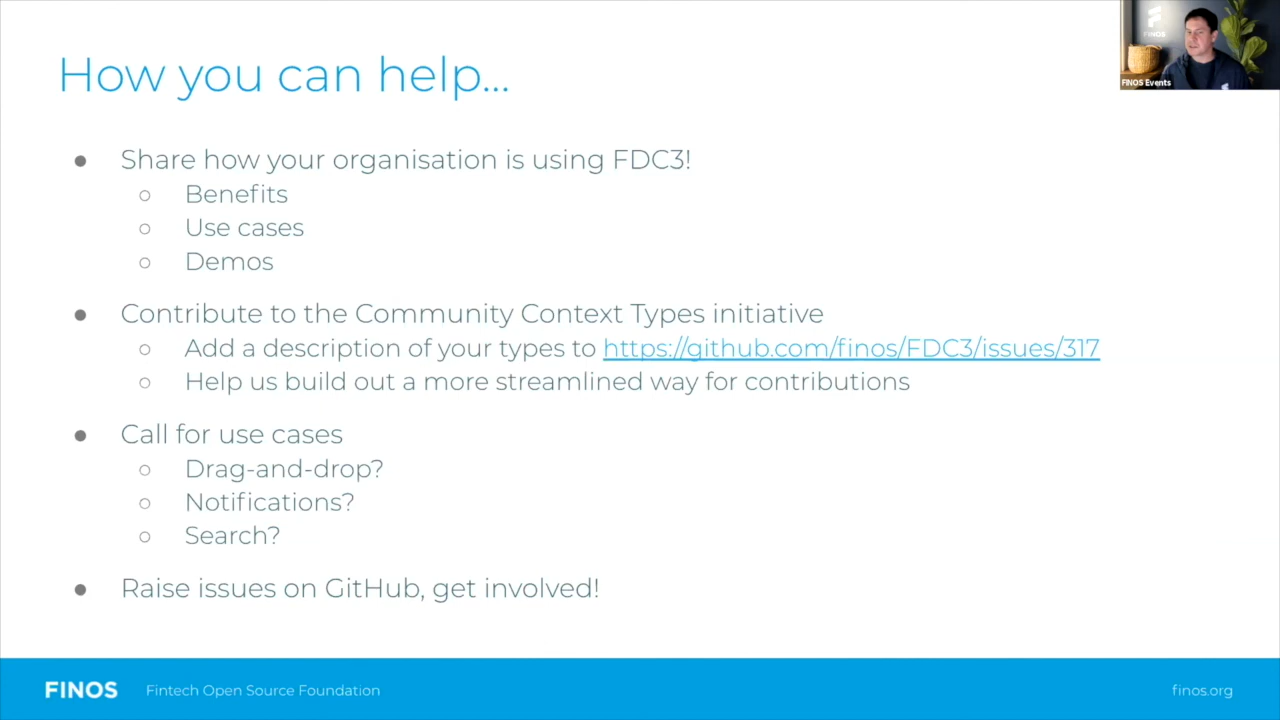 How you can help...
FINOS
FINOS Events
● Share how your organisation is using FDC3!
○ Benefits
○ Use cases
○ Demos
● Contribute to the Community Context Types initiative
○ Add a description of your types to https://github.com/finos/FDC3/issues/317
○ Help us build out a more streamlined way for contributions
● Call for use cases
○ Drag-and-drop?
○ Notifications?
○ Search?
● Raise issues on GitHub, get involved!
FINOS Fintech Open Source Foundation finos.org